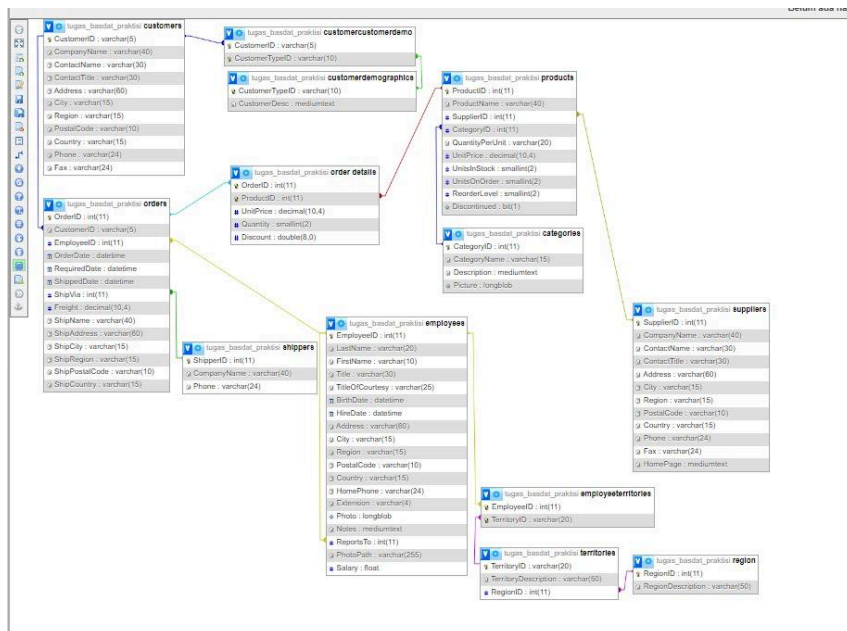 tugas_basdat_praktisi customers
CustomerID : varchar(5)
CompanyName : varchar(40)
ContactName : varchar(30)
ContactTitle : varchar(30)
Address : varchar(60)
City : varchar(15)
Region : varchar(15)
PostalCode : varchar(10)
Country : varchar(15)
Phone : varchar(24)
Fax : varchar(24)
tugas_basdat_praktisi customercustomerdemo
CustomerID : varchar(5)
CustomerTypeID : varchar(10)
tugas_basdat_praktisi customerdemographics
CustomerTypeID : varchar(10)
CustomerDesc : mediumtext
tugas_basdat_praktisi products
ProductID : int(11)
ProductName : varchar(40)
SupplierID : int(11)
CategoryID : int(11)
QuantityPerUnit : varchar(20)
UnitPrice : decimal(10,4)
UnitsInStock : smallint(2)
UnitsOnOrder : smallint(2)
ReorderLevel : smallint(2)
Discontinued : bit(1)
tugas_basdat_praktisi order details
OrderID : int(11)
ProductID : int(11)
UnitPrice : decimal(10,4)
Quantity : smallint(2)
Discount : double(8,0)
tugas_basdat_praktisi orders
OrderID : int(11)
CustomerID : varchar(5)
EmployeeID : int(11)
OrderDate : datetime
RequiredDate : datetime
ShippedDate : datetime
ShipVia : int(11)
Freight : decimal(10,4)
ShipName : varchar(40)
ShipAddress : varchar(60)
ShipCity : varchar(15)
ShipRegion : varchar(15)
ShipPostalCode : varchar(10)
ShipCountry : varchar(15)
tugas_basdat_praktisi categories
CategoryID : int(11)
CategoryName : varchar(15)
Description : mediumtext
Picture : longblob
tugas_basdat_praktisi shippers
ShipperID : int(11)
CompanyName : varchar(40)
Phone : varchar(24)
tugas_basdat_praktisi employees
EmployeeID : int(11)
LastName : varchar(20)
FirstName : varchar(10)
Title : varchar(30)
TitleOfCourtesy : varchar(25)
BirthDate : datetime
HireDate : datetime
Address : varchar(60)
City : varchar(15)
Region : varchar(15)
PostalCode : varchar(10)
Country : varchar(15)
HomePhone : varchar(24)
Extension : varchar(4)
Photo : longblob
Notes : mediumtext
ReportsTo : int(11)
PhotoPath : varchar(255)
Salary : float
tugas_basdat_praktisi suppliers
SupplierID : int(11)
CompanyName : varchar(40)
ContactName : varchar(30)
ContactTitle : varchar(30)
Address : varchar(60)
City : varchar(15)
Region : varchar(15)
PostalCode : varchar(10)
Country : varchar(15)
Phone : varchar(24)
Fax : varchar(24)
HomePage : mediumtext
tugas_basdat_praktisi employeeterritories
EmployeeID : int(11)
TerritoryID : varchar(20)
tugas_basdat_praktisi territories
TerritoryID : varchar(20)
TerritoryDescription : varchar(50)
RegionID : int(11)
tugas_basdat_praktisi region
RegionID : int(11)
RegionDescription : varchar(50)